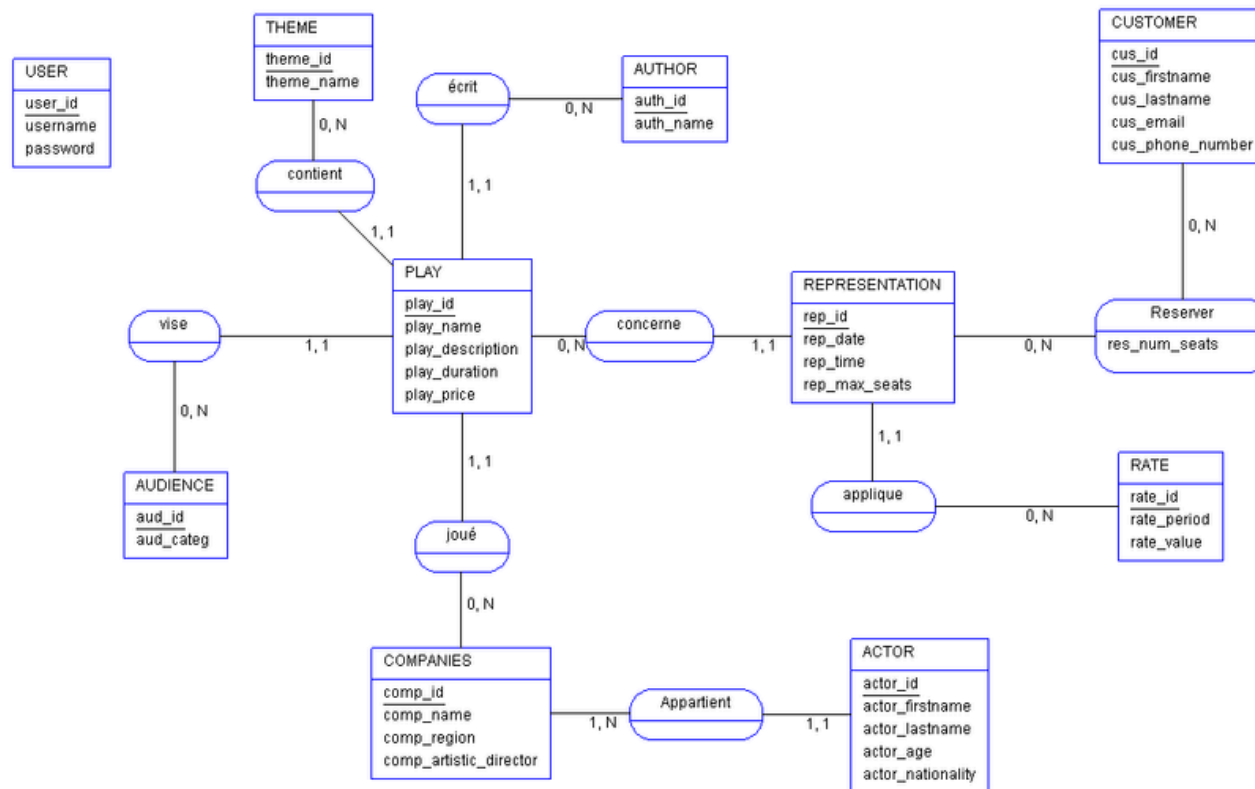 USER
user_id
username
password
THEME
theme_id
theme_name
0, N
contient
1, 1
écrit
0, N
1, 1
AUTHOR
auth_id
auth_name
CUSTOMER
cus_id
cus_firstname
cus_lastname
cus_email
cus_phone_number
0, N
vise
1, 1
0, N
AUDIENCE
aud_id
aud_categ
PLAY
play_id
play_name
play_description
play_duration
play_price
0, N
concerne
1, 1
REPRESENTATION
rep_id
rep_date
rep_time
rep_max_seats
0, N
Reserver
res_num_seats
1, 1
applique
0, N
RATE
rate_id
rate_period
rate_value
1, 1
joué
0, N
COMPANIES
comp_id
comp_name
comp_region
comp_artistic_director
1, N
Appartient
1, 1
ACTOR
actor_id
actor_firstname
actor_lastname
actor_age
actor_nationality